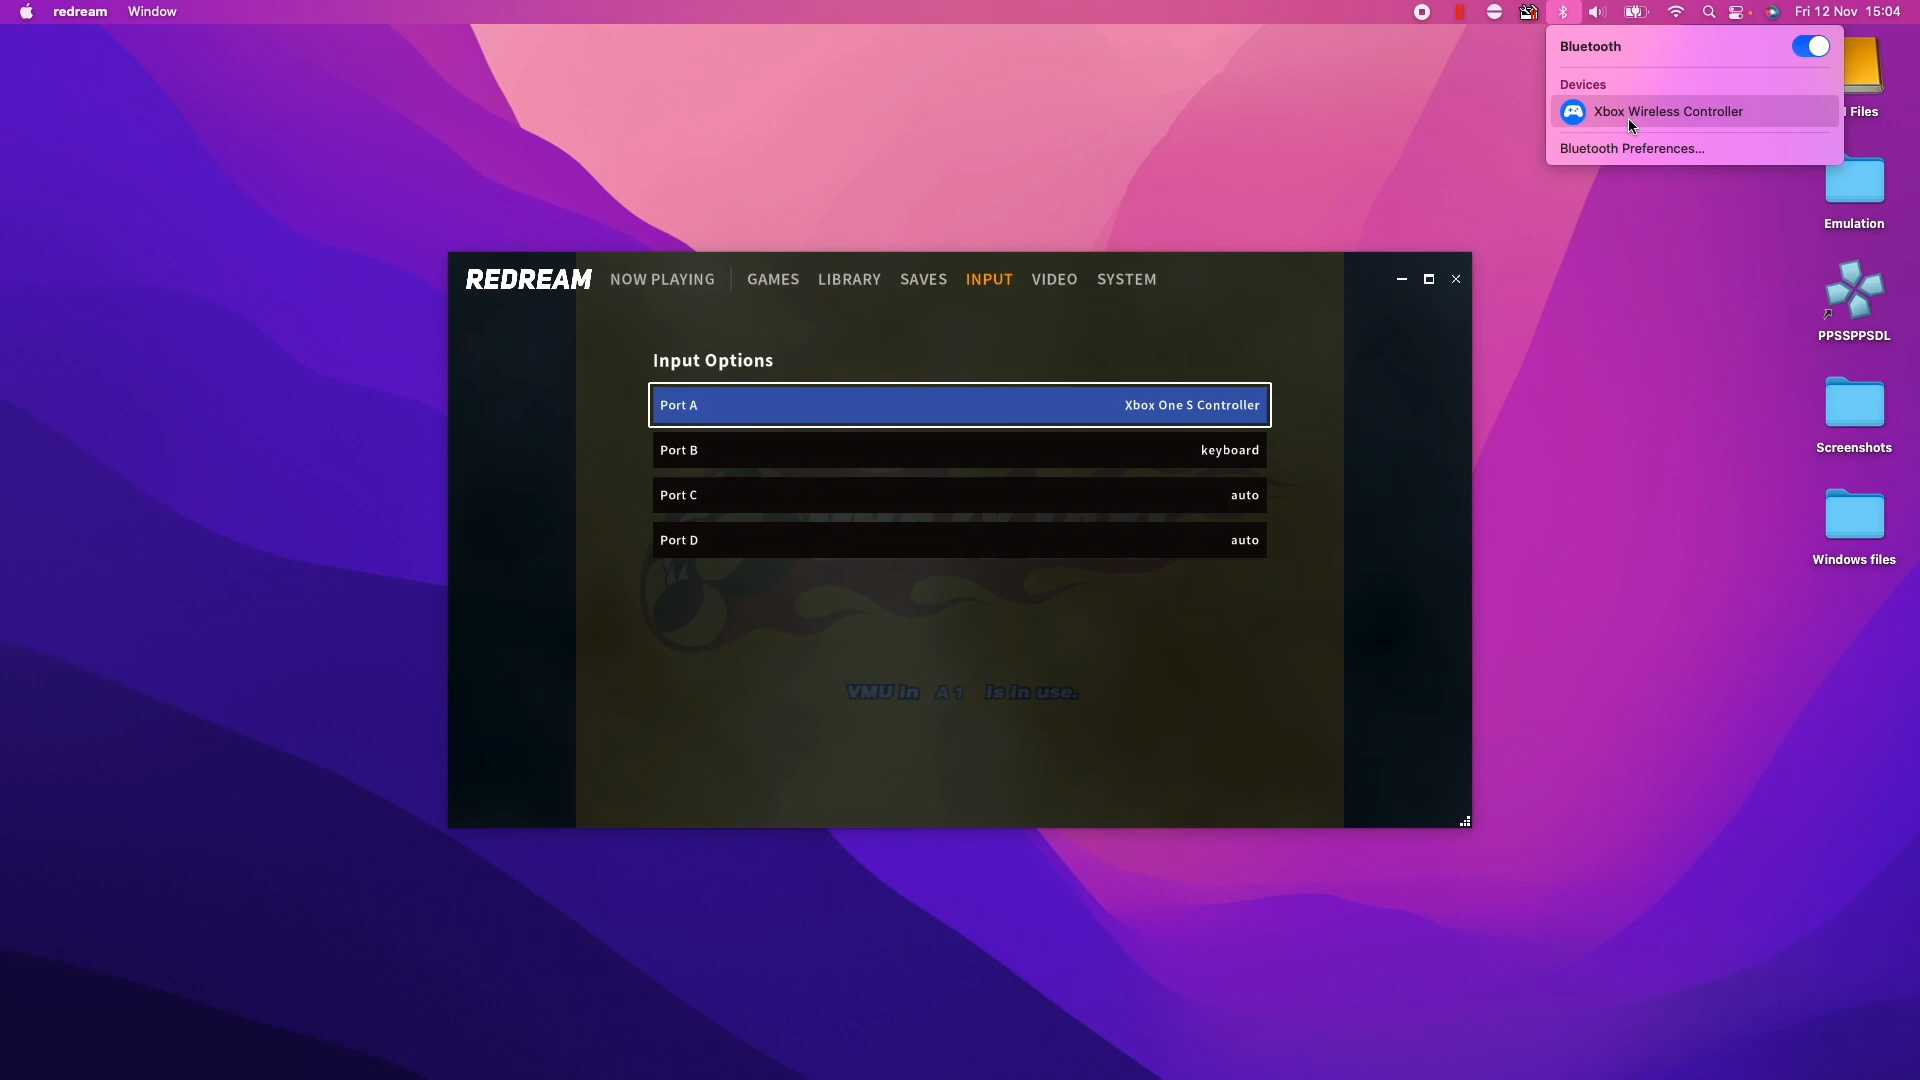 redream Window Fri 12 Nov 15:04
Bluetooth
Devices
Xbox Wireless Controller
Bluetooth Preferences...
Files
Emulation
PPSSPPSDL
Screenshots
Windows files
REDREAM NOW PLAYING GAMES LIBRARY SAVES INPUT VIDEO SYSTEM
Input Options
Port A Xbox One S Controller
Port B keyboard
Port C auto
Port D auto
VMU in A1 is in use.